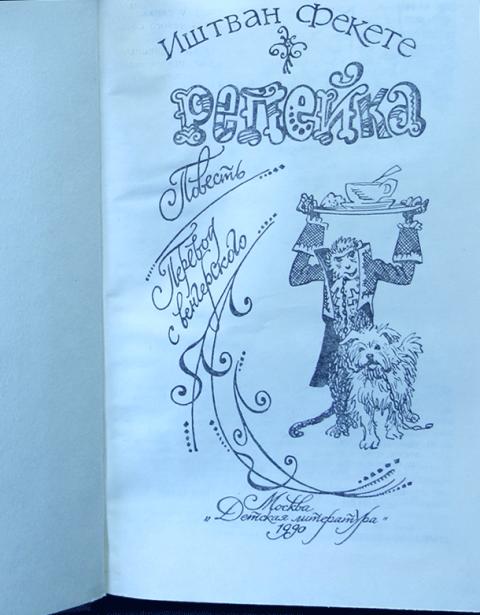 Иштван Фекете
Репейка
Повесть
Перевод
с венгерского
Москва
„Детская литература"
1990